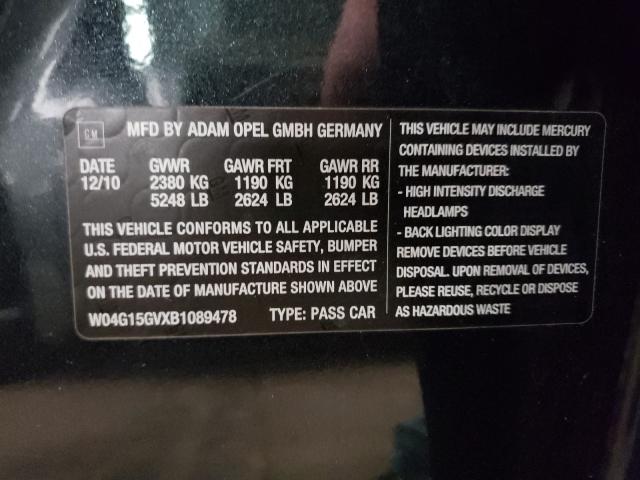 GM
MFD BY ADAM OPEL GMBH GERMANY
DATE GVWR GAWR FRT GAWR RR
12/10 2380 KG 1190 KG 1190 KG
5248 LB 2624 LB 2624 LB
THIS VEHICLE CONFORMS TO ALL APPLICABLE
U.S. FEDERAL MOTOR VEHICLE SAFETY, BUMPER
AND THEFT PREVENTION STANDARDS IN EFFECT
ON THE DATE OF MANUFACTURE SHOWN ABOVE
W04G15GVXB1089478 TYPE: PASS CAR
THIS VEHICLE MAY INCLUDE MERCURY
CONTAINING DEVICES INSTALLED BY
THE MANUFACTURER:
- HIGH INTENSITY DISCHARGE
HEADLAMPS
- BACK LIGHTING COLOR DISPLAY
REMOVE DEVICES BEFORE VEHICLE
DISPOSAL. UPON REMOVAL OF DEVICES,
PLEASE REUSE, RECYCLE OR DISPOSE
AS HAZARDOUS WASTE